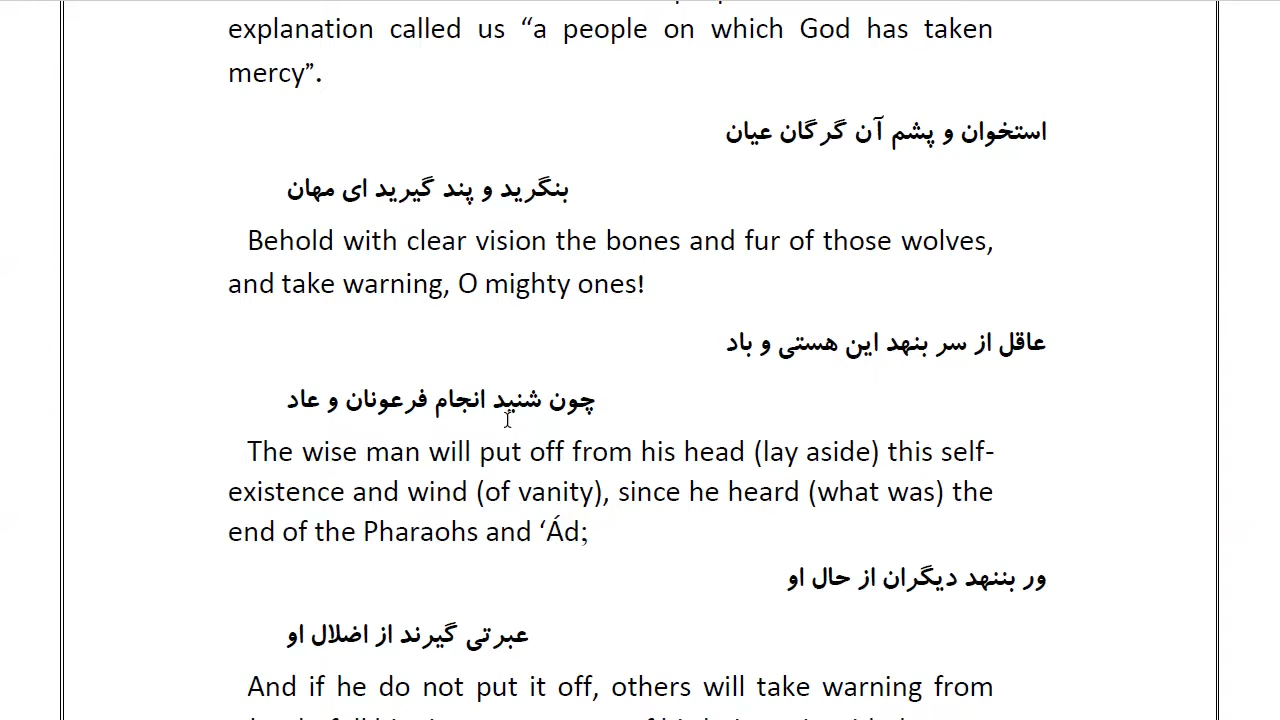 explanation called us “a people on which God has taken
mercy”.
استخوان و پشم آن گرگان عیان
بنگرید و پند گیرید ای مهان
Behold with clear vision the bones and fur of those wolves,
and take warning, O mighty ones!
عاقل از سر بنهد این هستی و باد
چون شنید انجام فرعونان و عاد
The wise man will put off from his head (lay aside) this self-
existence and wind (of vanity), since he heard (what was) the
end of the Pharaohs and ‘Ád;
ور بننهد دیگران از حال او
عبرتی گیرند از اضلال او
And if he do not put it off, others will take warning from